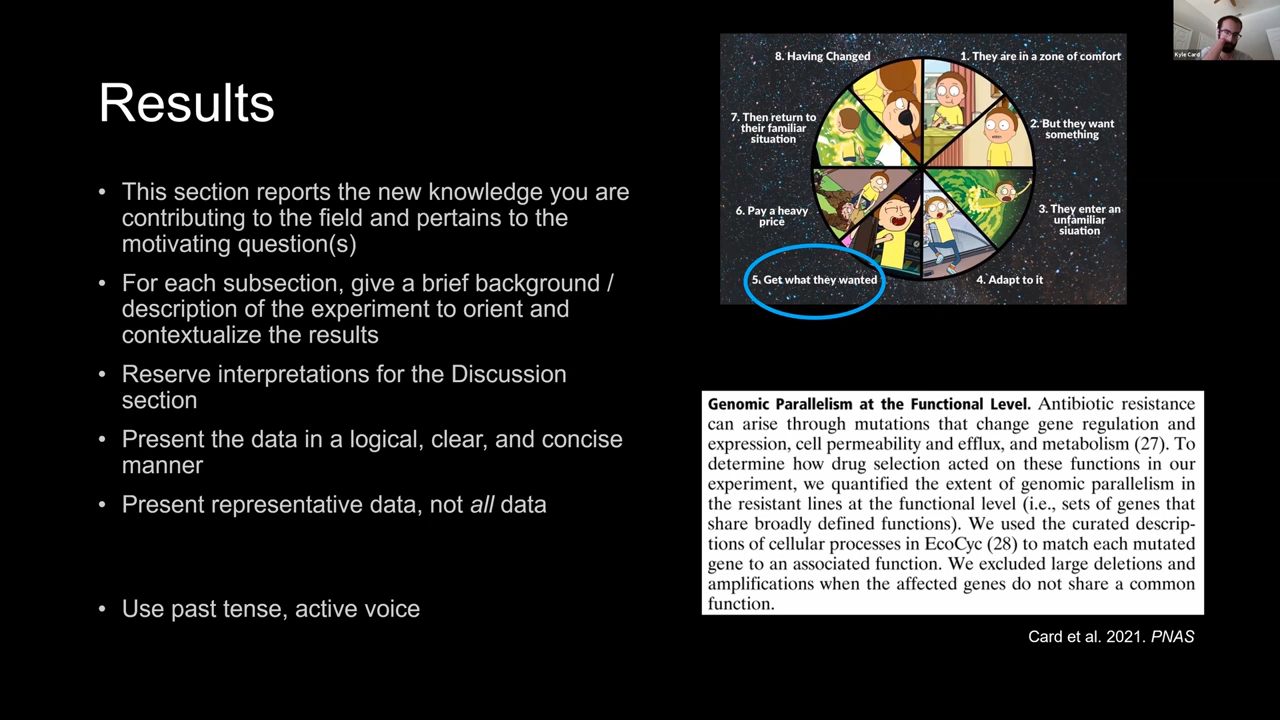 Results
• This section reports the new knowledge you are
contributing to the field and pertains to the
motivating question(s)
• For each subsection, give a brief background /
description of the experiment to orient and
contextualize the results
• Reserve interpretations for the Discussion
section
• Present the data in a logical, clear, and concise
manner
• Present representative data, not all data
• Use past tense, active voice
8. Having Changed
1. They are in a zone of comfort
7. Then return to
their familiar
situation
2. But they want
something
6. Pay a heavy
price
3. They enter an
unfamiliar
siuation
5. Get what they wanted
4. Adapt to it
Genomic Parallelism at the Functional Level. Antibiotic resistance
can arise through mutations that change gene regulation and
expression, cell permeability and efflux, and metabolism (27). To
determine how drug selection acted on these functions in our
experiment, we quantified the extent of genomic parallelism in
the resistant lines at the functional level (i.e., sets of genes that
share broadly defined functions). We used the curated descrip-
tions of cellular processes in EcoCyc (28) to match each mutated
gene to an associated function. We excluded large deletions and
amplifications when the affected genes do not share a common
function.
Card et al. 2021. PNAS
Kyle Card